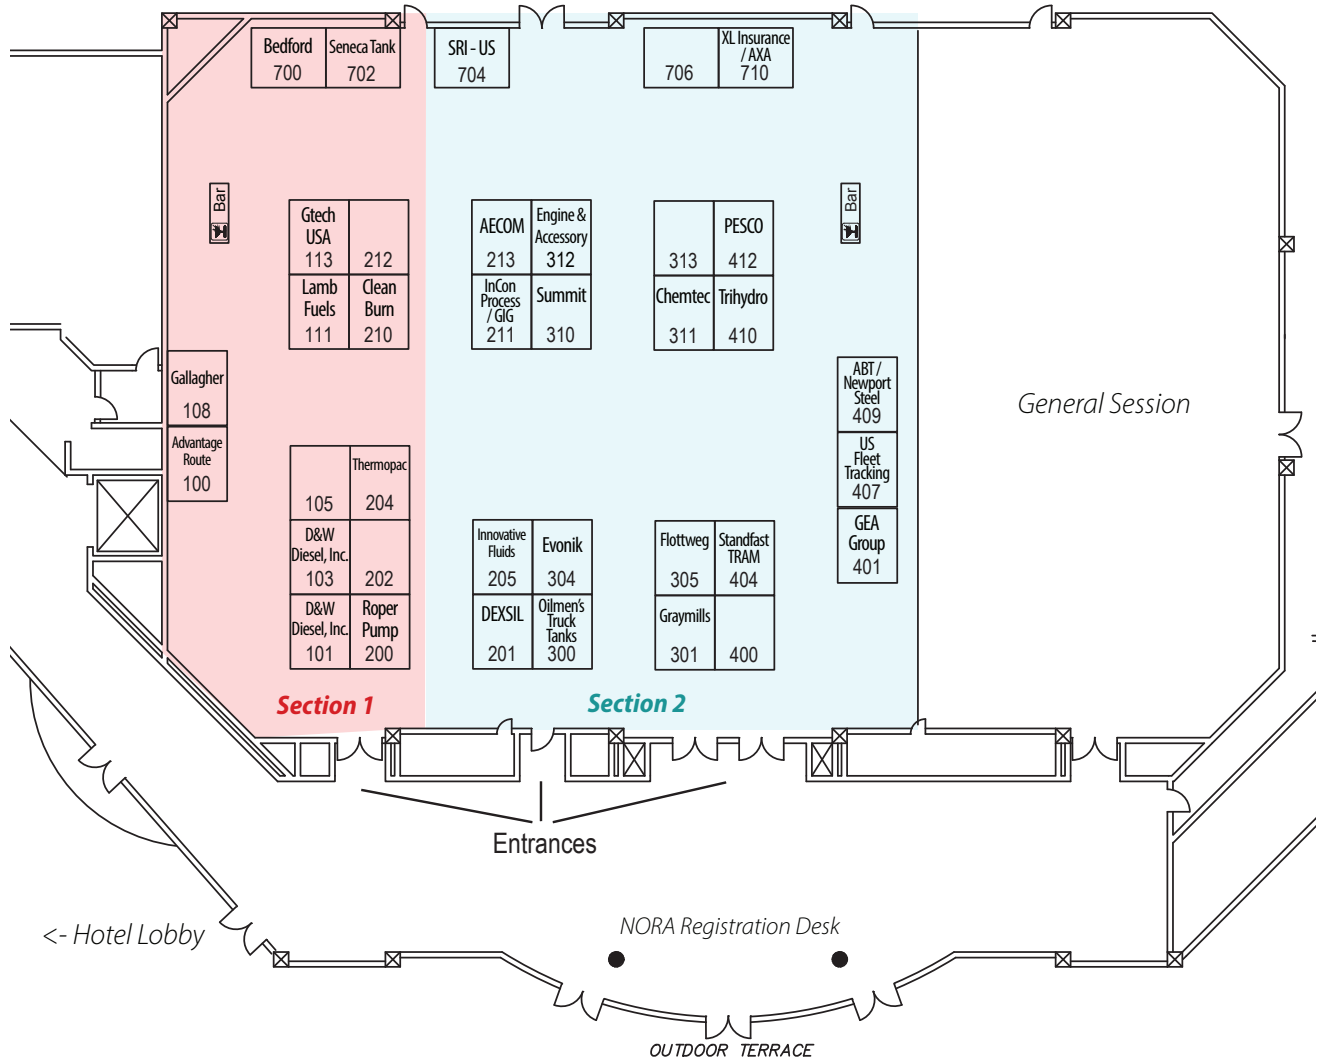 Bedford
700
Seneca Tank
702
SRI - US
704
706
XL Insurance
/ AXA
710
Bar
Bar
Gtech
USA
113
212
Lamb
Fuels
111
Clean
Burn
210
AECOM
213
Engine &
Accessory
312
InCon
Process
/ GIG
211
Summit
310
313
PESCO
412
Chemtec
311
Trihydro
410
Gallagher
108
Advantage
Route
100
ABT /
Newport
Steel
409
US
Fleet
Tracking
407
GEA
Group
401
General Session
105
Thermopac
204
D&W
Diesel, Inc.
103
202
D&W
Diesel, Inc.
101
Roper
Pump
200
Innovative
Fluids
205
Evonik
304
DEXSIL
201
Oilmen's
Truck
Tanks
300
Flottweg
305
Standfast
TRAM
404
Graymills
301
400
Section 1
Section 2
Entrances
<- Hotel Lobby
NORA Registration Desk
OUTDOOR TERRACE